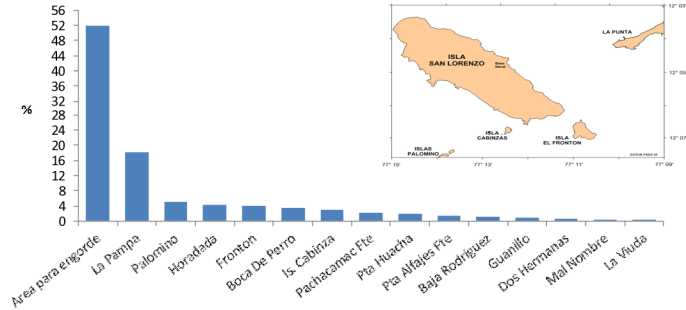 56
52
48
44
40
36
32
28
24
20
16
12
8
4
0
%
Area para engorde
La Pampa
Palomino
Horadada
Fronton
Boca De Perro
Is. Cabinza
Pachacamac Fte
Pta Huacha
Pta Alfajes Fte
Baja Rodriguez
Guanillo
Dos Hermanas
Mal Nombre
La Viuda
12° 03
LA PUNTA
ISLA
SAN LORENZO
Base
Naval
12° 05
ISLA
CABINZAS
ISLA
EL FRONTON
12° 07
ISLAS
PALOMINO
77° 15'
77° 13'
77° 11'
77° 09'